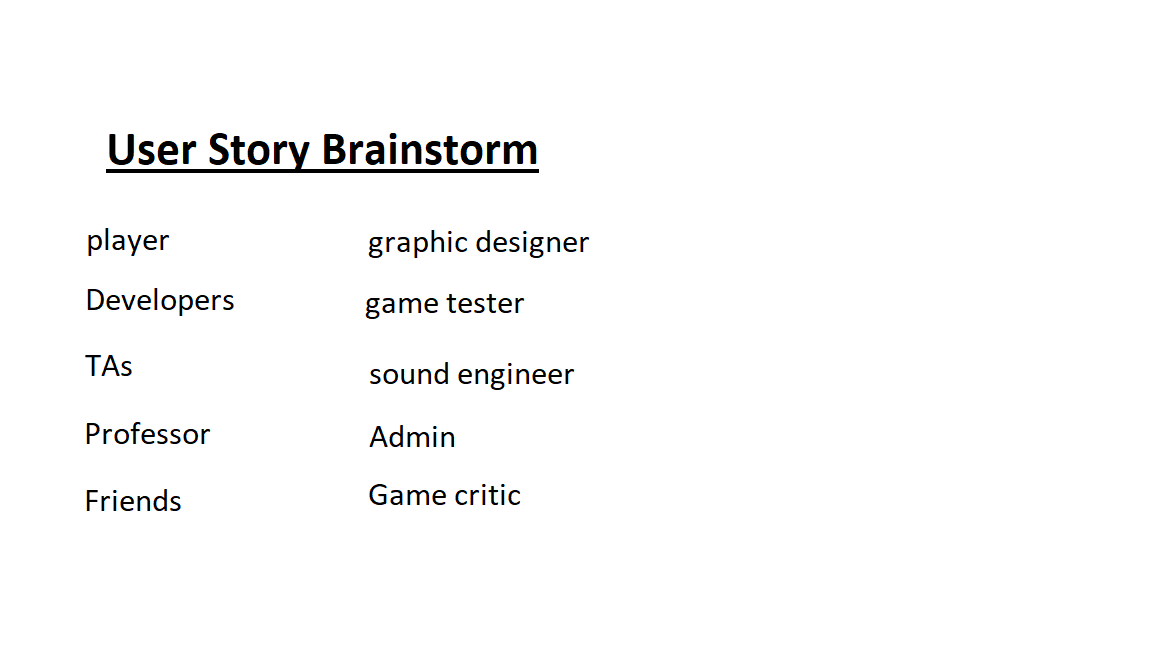 User Story Brainstorm
player
Developers
TAs
Professor
Friends
graphic designer
game tester
sound engineer
Admin
Game critic